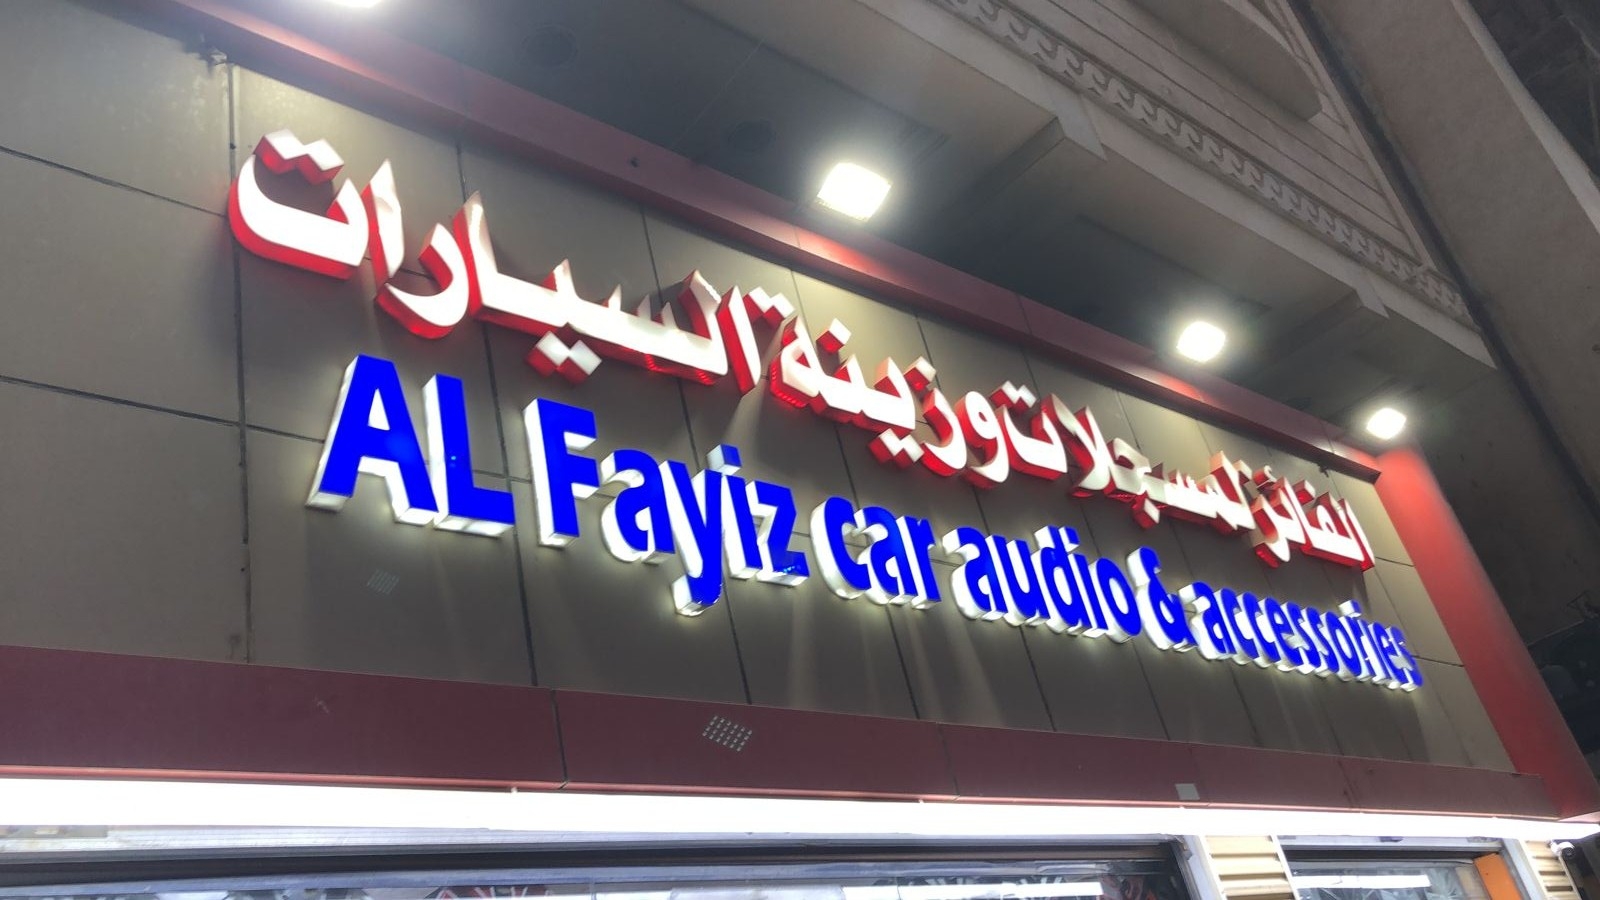 الفائز لمسجلات وزينة السيارات
AL Fayiz car audio & accessories